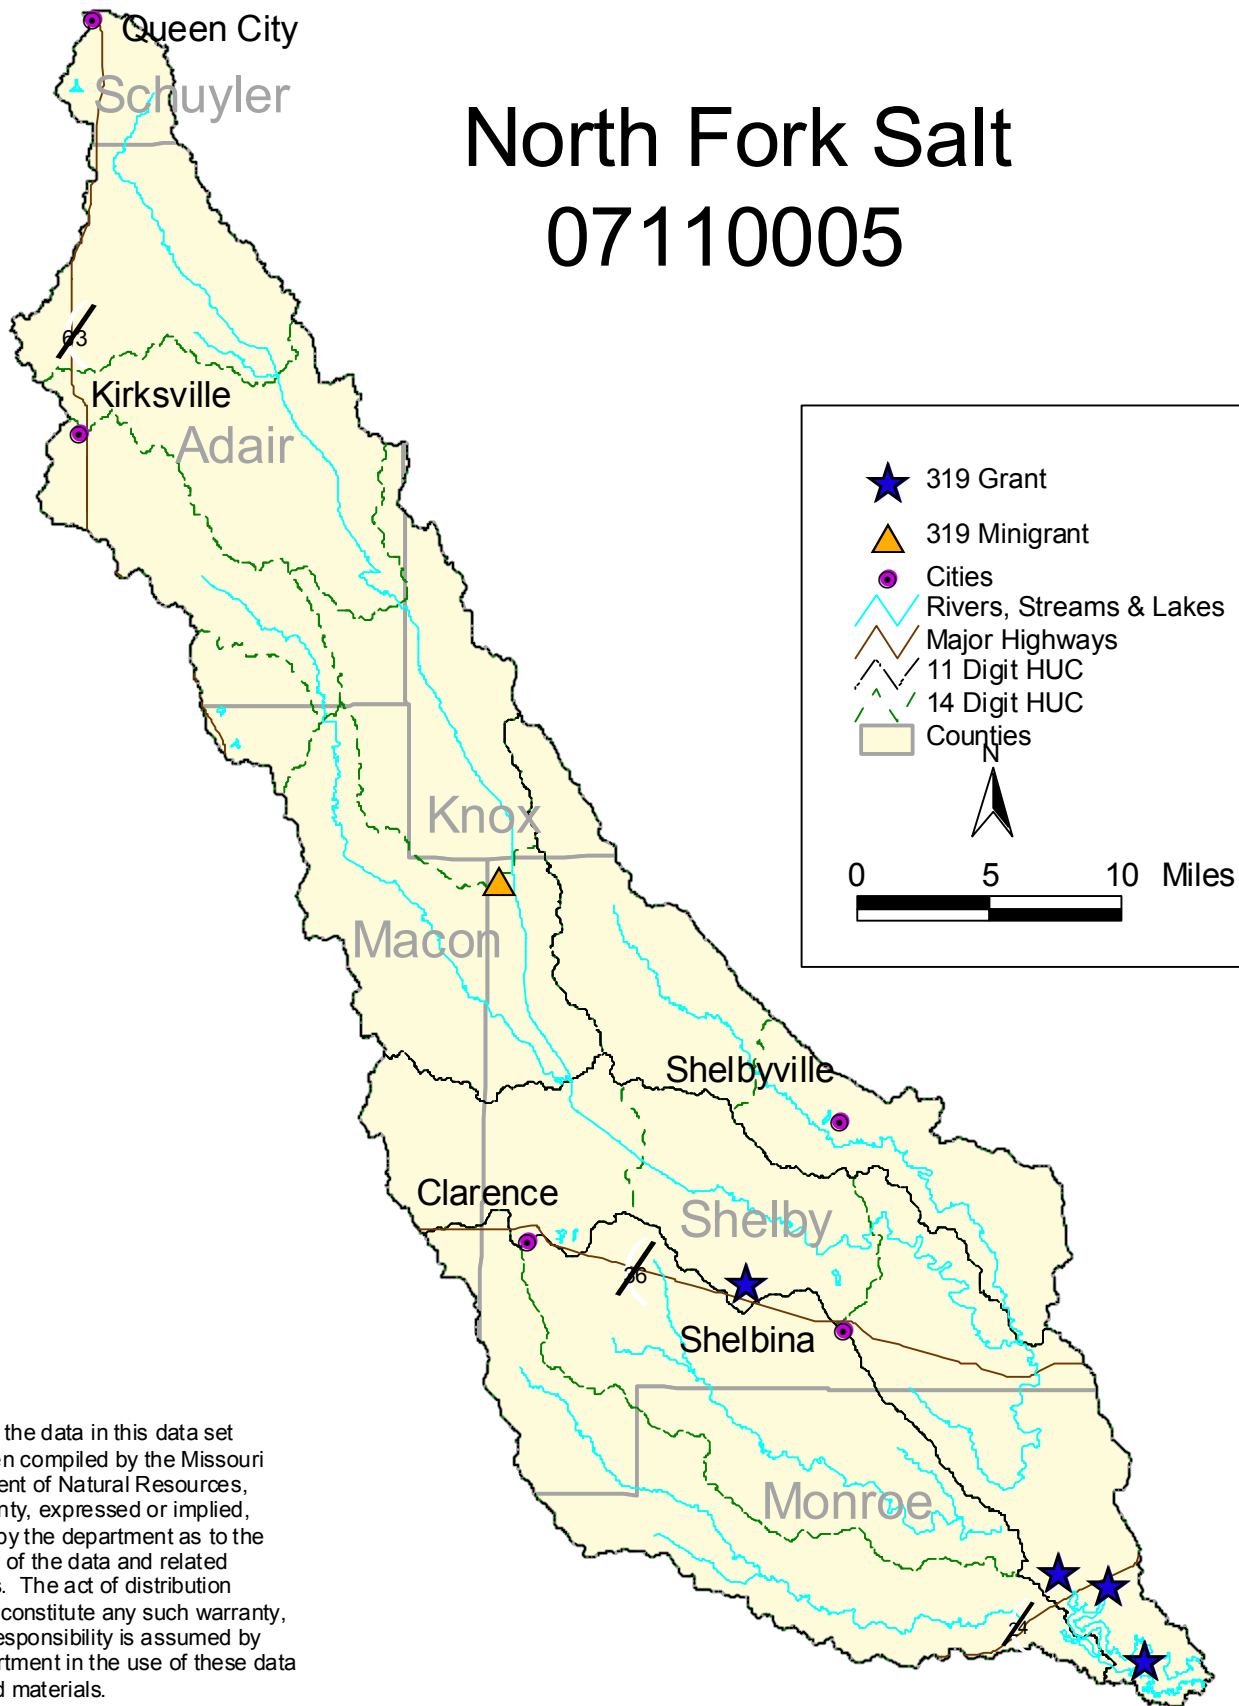 Queen City
Schuyler
North Fork Salt
07110005
63
Kirksville
Adair
319 Grant
319 Minigrant
Cities
Rivers, Streams & Lakes
Major Highways
11 Digit HUC
14 Digit HUC
Counties
N
0 5 10 Miles
Knox
Macon
Shelbyville
Clarence
Shelby
36
Shelbina
Monroe
24
the data in this data set
en compiled by the Missouri
ent of Natural Resources,
nty, expressed or implied,
by the department as to the
of the data and related
s. The act of distribution
constitute any such warranty,
esponsibility is assumed by
rtment in the use of these data
d materials.